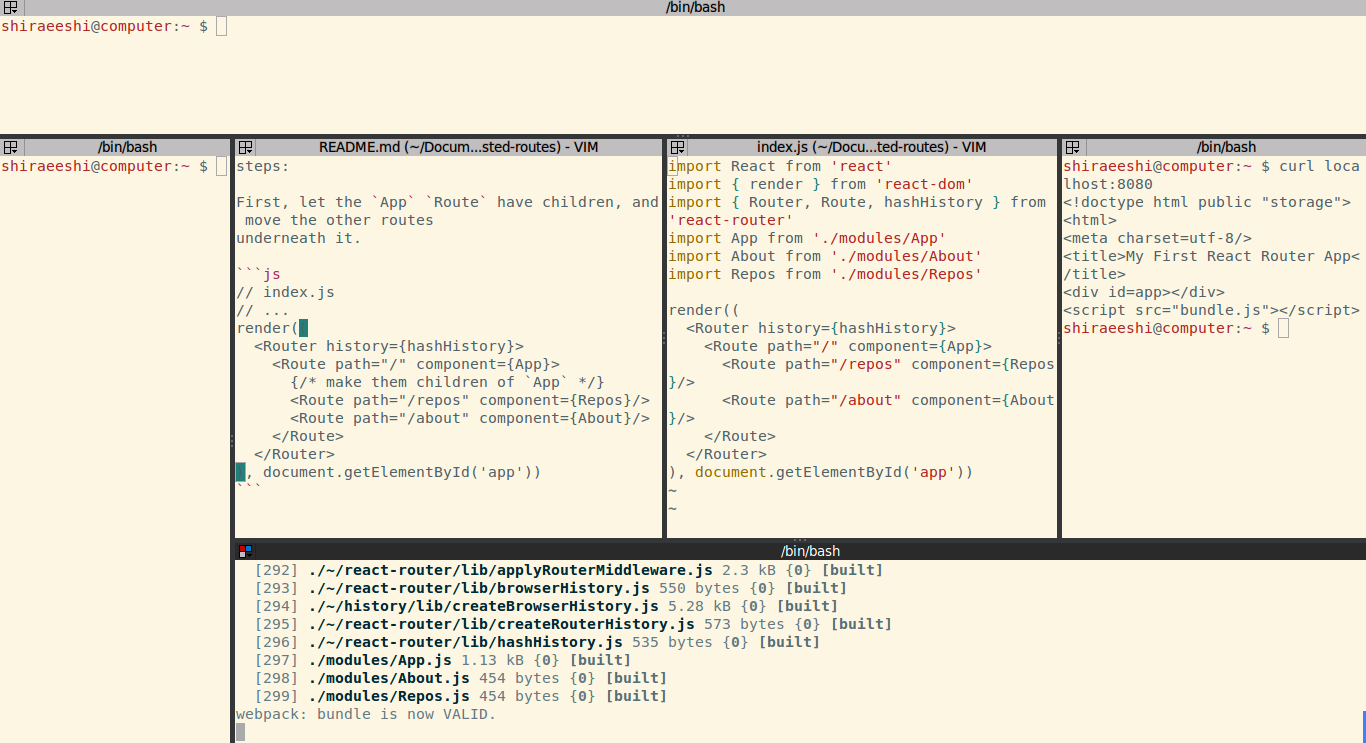 /bin/bash
shiraeeshi@computer:~ $
/bin/bash
shiraeeshi@computer:~ $
README.md (~/Docum...sted-routes) - VIM
steps:
First, let the `App` `Route` have children, and
 move the other routes
underneath it.
```js
// index.js
// ...
render((
  <Router history={hashHistory}>
    <Route path="/" component={App}>
      {/* make them children of `App` */}
      <Route path="/repos" component={Repos}/>
      <Route path="/about" component={About}/>
    </Route>
  </Router>
), document.getElementById('app'))
```
index.js (~/Docu...ted-routes) - VIM
import React from 'react'
import { render } from 'react-dom'
import { Router, Route, hashHistory } from
'react-router'
import App from './modules/App'
import About from './modules/About'
import Repos from './modules/Repos'
render((
  <Router history={hashHistory}>
    <Route path="/" component={App}>
      <Route path="/repos" component={Repos
}/>
      <Route path="/about" component={About
}/>
    </Route>
  </Router>
), document.getElementById('app'))
~
~
/bin/bash
shiraeeshi@computer:~ $ curl loca
lhost:8080
<!doctype html public "storage">
<html>
<meta charset=utf-8/>
<title>My First React Router App<
/title>
<div id=app></div>
<script src="bundle.js"></script>
shiraeeshi@computer:~ $
/bin/bash
  [292] ./~/react-router/lib/applyRouterMiddleware.js 2.3 kB {0} [built]
  [293] ./~/react-router/lib/browserHistory.js 550 bytes {0} [built]
  [294] ./~/history/lib/createBrowserHistory.js 5.28 kB {0} [built]
  [295] ./~/react-router/lib/createRouterHistory.js 573 bytes {0} [built]
  [296] ./~/react-router/lib/hashHistory.js 535 bytes {0} [built]
  [297] ./modules/App.js 1.13 kB {0} [built]
  [298] ./modules/About.js 454 bytes {0} [built]
  [299] ./modules/Repos.js 454 bytes {0} [built]
webpack: bundle is now VALID.